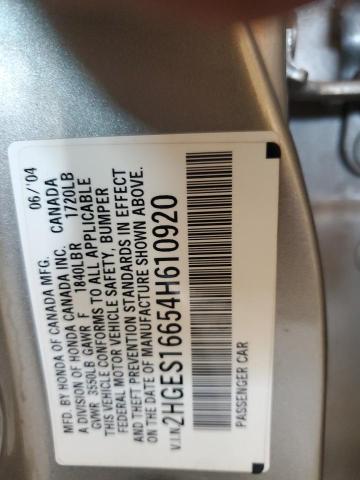 MFD. BY HONDA OF CANADA MFG. 06/'04
A DIVISION OF HONDA CANADA INC. CANADA
GVWR 3550LB GAWR F 1840LBR 1720LB
THIS VEHICLE CONFORMS TO ALL APPLICABLE
FEDERAL MOTOR VEHICLE SAFETY, BUMPER
AND THEFT PREVENTION STANDARDS IN EFFECT
ON THE DATE OF MANUFACTURE SHOWN ABOVE.
V.I.N. 2HGES16654H610920
PASSENGER CAR